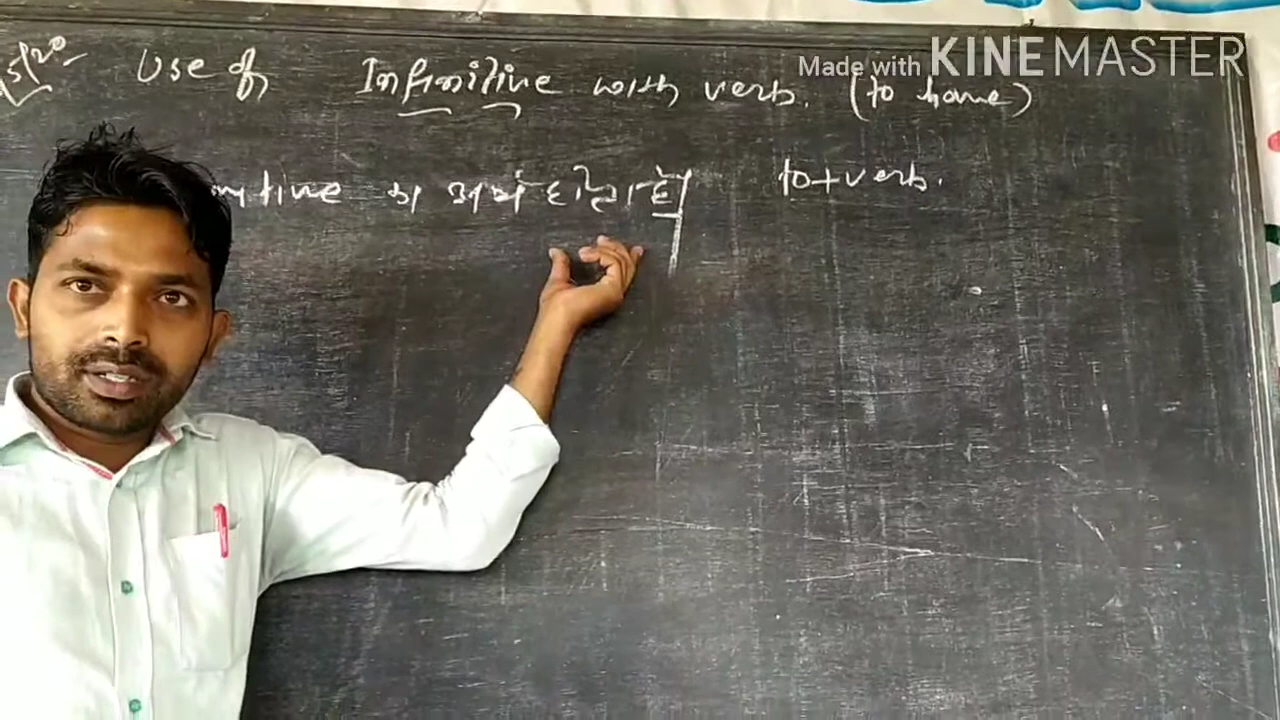 Made with KINEMASTER
Use of Infinitive with verb. (to have)
का अर्थ होता है to+verb.